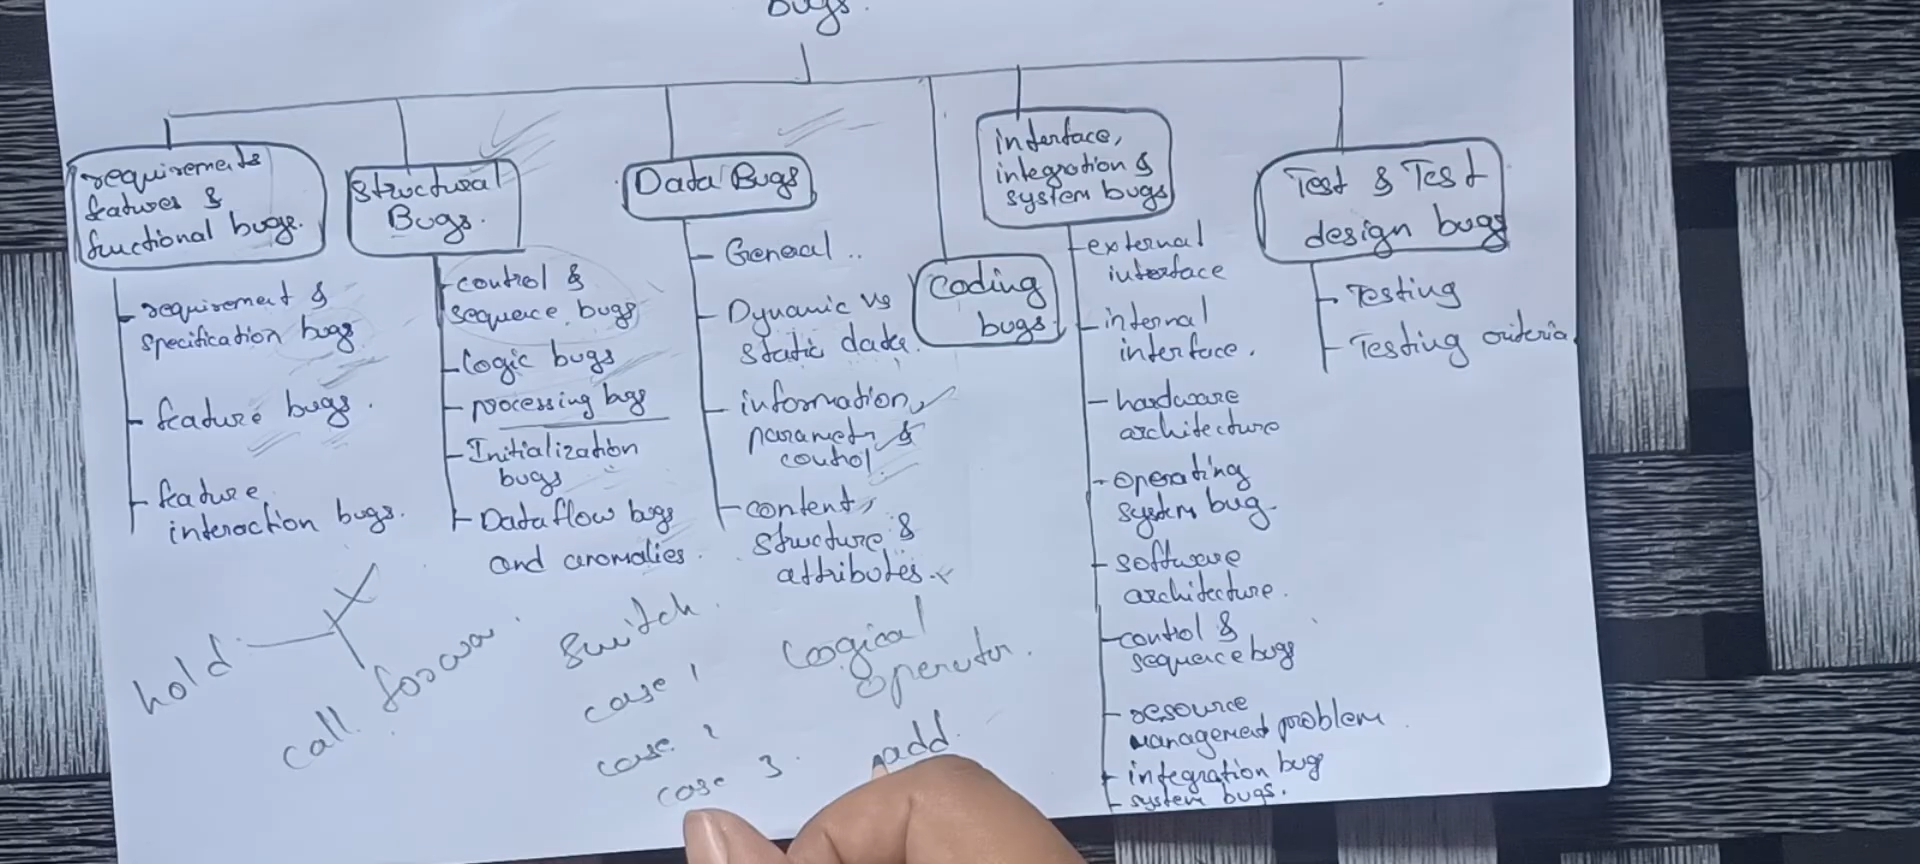 Bugs.
requirements
features &
functional bugs.
requirement &
specification bugs
feature bugs.
feature
interaction bugs.
Structural
Bugs.
control &
sequence bugs
Logic bugs
processing bugs
Initialization
bugs
Dataflow bugs
and anomalies.
Data Bugs
General ..
Dynamic vs
static data.
information,
parameter &
control.
content,
structure &
attributes.
Coding
bugs.
interface,
integration &
system bugs
external
interface
internal
interface.
hardware
architecture
operating
system bug.
software
architecture.
control &
sequence bugs
resource
management problem.
integration bug
system bugs.
Test & Test
design bugs
Testing
Testing criteria.
hold
call
Switch.
case 1
case 2
case 3.
Logical
operator.
add.